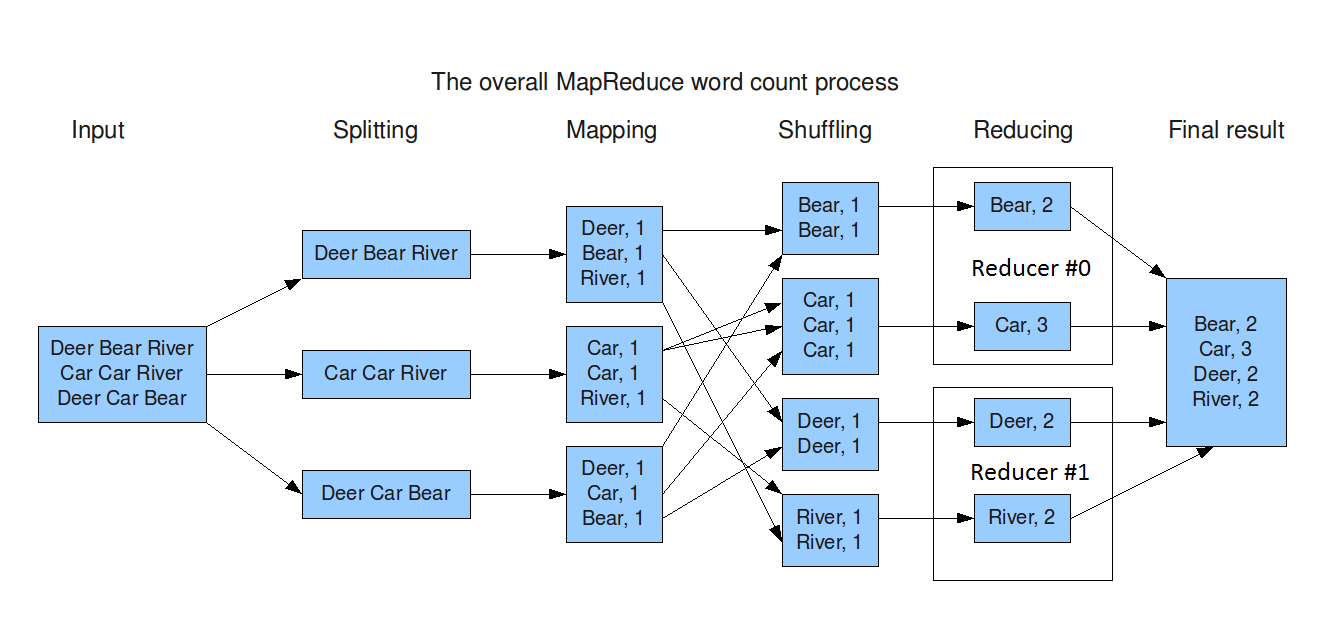 The overall MapReduce word count process
Input
Splitting
Mapping
Shuffling
Reducing
Final result
Deer Bear River
Car Car River
Deer Car Bear
Deer Bear River
Car Car River
Deer Car Bear
Deer, 1
Bear, 1
River, 1
Car, 1
Car, 1
River, 1
Deer, 1
Car, 1
Bear, 1
Bear, 1
Bear, 1
Car, 1
Car, 1
Car, 1
Deer, 1
Deer, 1
River, 1
River, 1
Bear, 2
Reducer #0
Car, 3
Deer, 2
Reducer #1
River, 2
Bear, 2
Car, 3
Deer, 2
River, 2